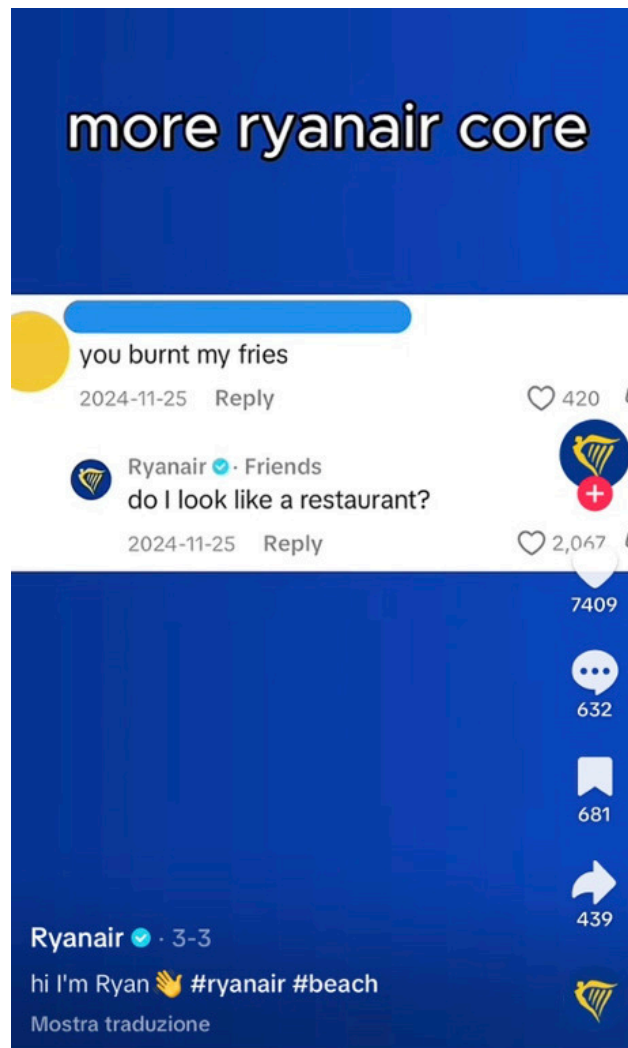 more ryanair core
you burnt my fries
2024-11-25 Reply 420
Ryanair · Friends
do I look like a restaurant?
2024-11-25 Reply 2,067
7409
632
681
439
Ryanair · 3-3
hi I'm Ryan 👋 #ryanair #beach
Mostra traduzione